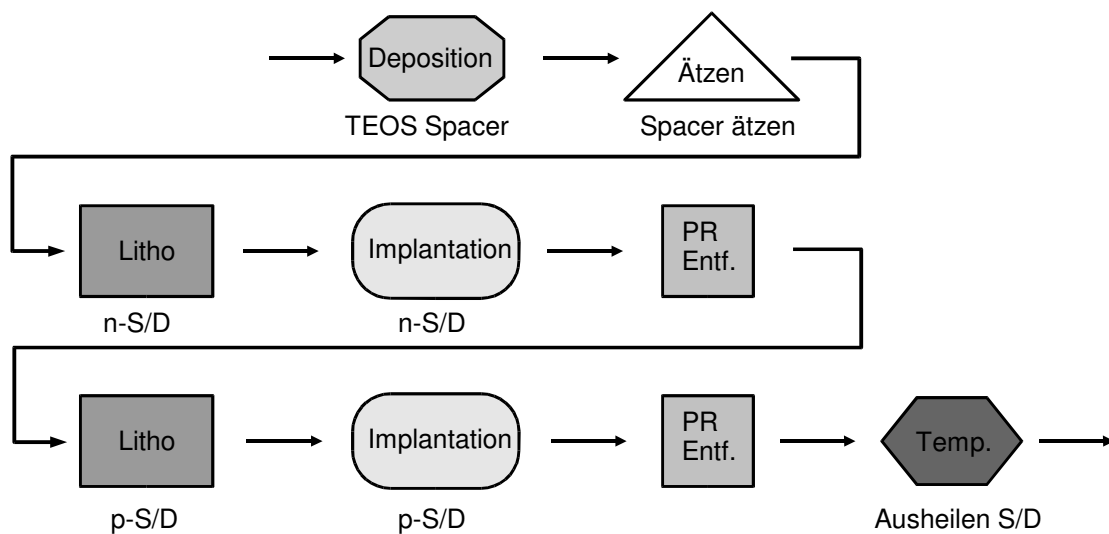 Deposition
Ätzen
TEOS Spacer
Spacer ätzen
Litho
Implantation
PR
Entf.
n-S/D
n-S/D
Litho
Implantation
PR
Entf.
Temp.
p-S/D
p-S/D
Ausheilen S/D